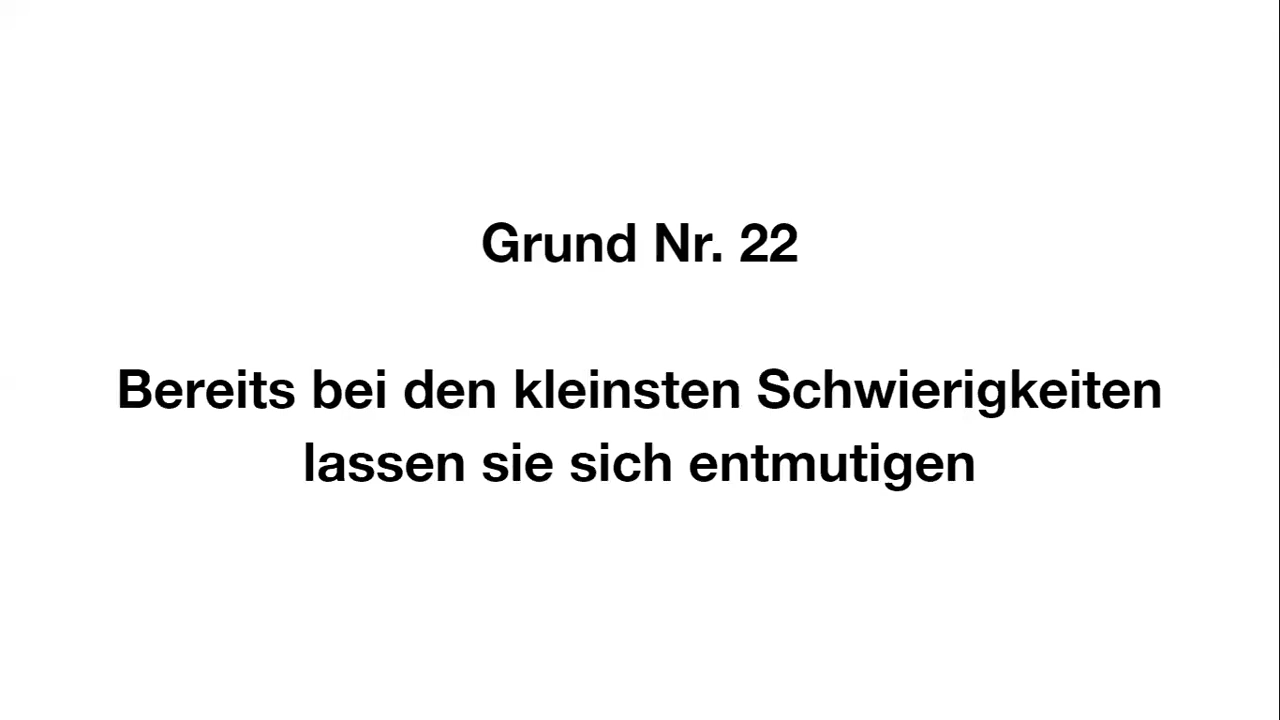 Grund Nr. 22
Bereits bei den kleinsten Schwierigkeiten
lassen sie sich entmutigen